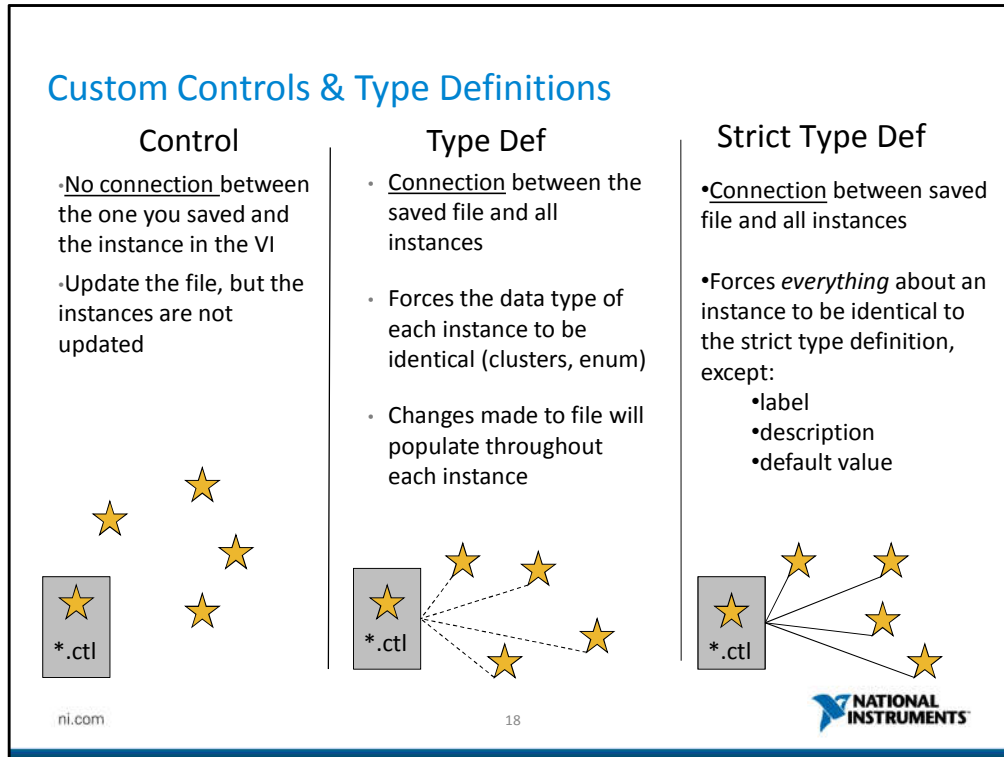 Custom Controls & Type Definitions
Control
•No connection between
the one you saved and
the instance in the VI
•Update the file, but the
instances are not
updated
*.ctl
Type Def
• Connection between the
saved file and all
instances
• Forces the data type of
each instance to be
identical (clusters, enum)
• Changes made to file will
populate throughout
each instance
*.ctl
Strict Type Def
•Connection between saved
file and all instances
•Forces everything about an
instance to be identical to
the strict type definition,
except:
•label
•description
•default value
*.ctl
ni.com
18
NATIONAL
INSTRUMENTS™